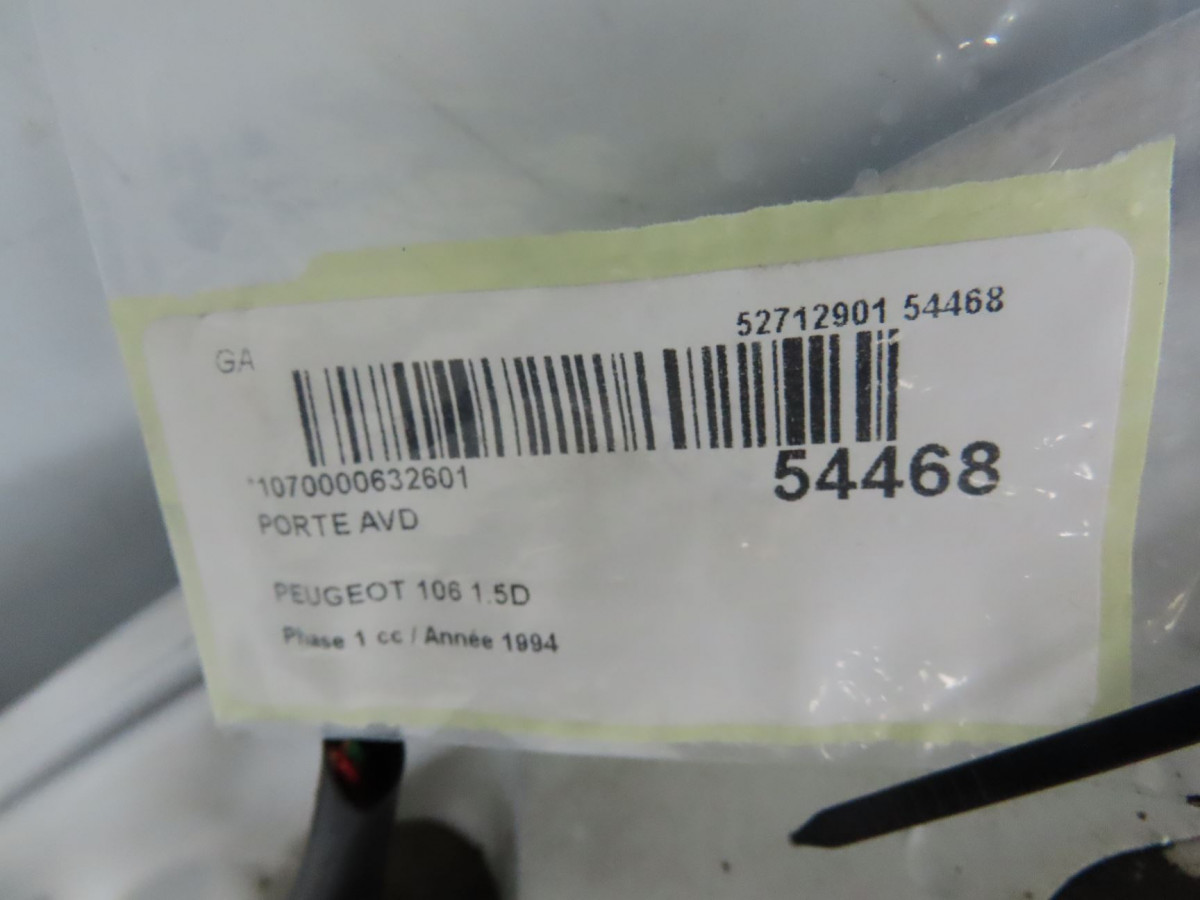 52712901 54468
GA
*1070000632601
54468
PORTE AVD
PEUGEOT 106 1.5D
Phase 1 cc / Année 1994